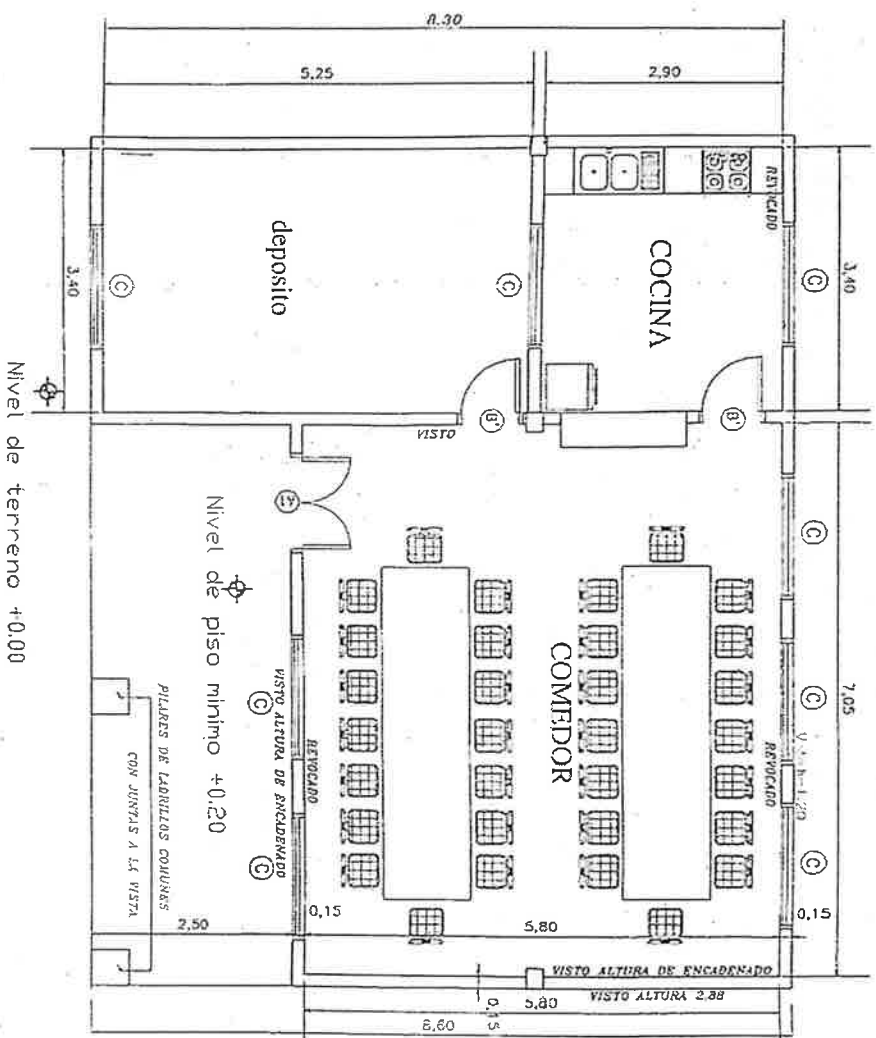 8.30
5,25
2,90
REVOCADO
3,40
3,40
COCINA
deposito
C
C
C
B'
B'
VISTO
A1
Nivel de terreno +0.00
Nivel de piso minimo +0.20
C
C
C
7,05
COMEDOR
VISTO ALTURA DE ENCADENADO
REVOCADO
REVOCADO
C
C
PILARES DE LADRILLOS COMUNES
CON JUNTAS A LA VISTA
2,50
0,15
5,80
0,15
VISTO ALTURA DE ENCADENADO
VISTO ALTURA 2,88
0,15
5,80
8,60